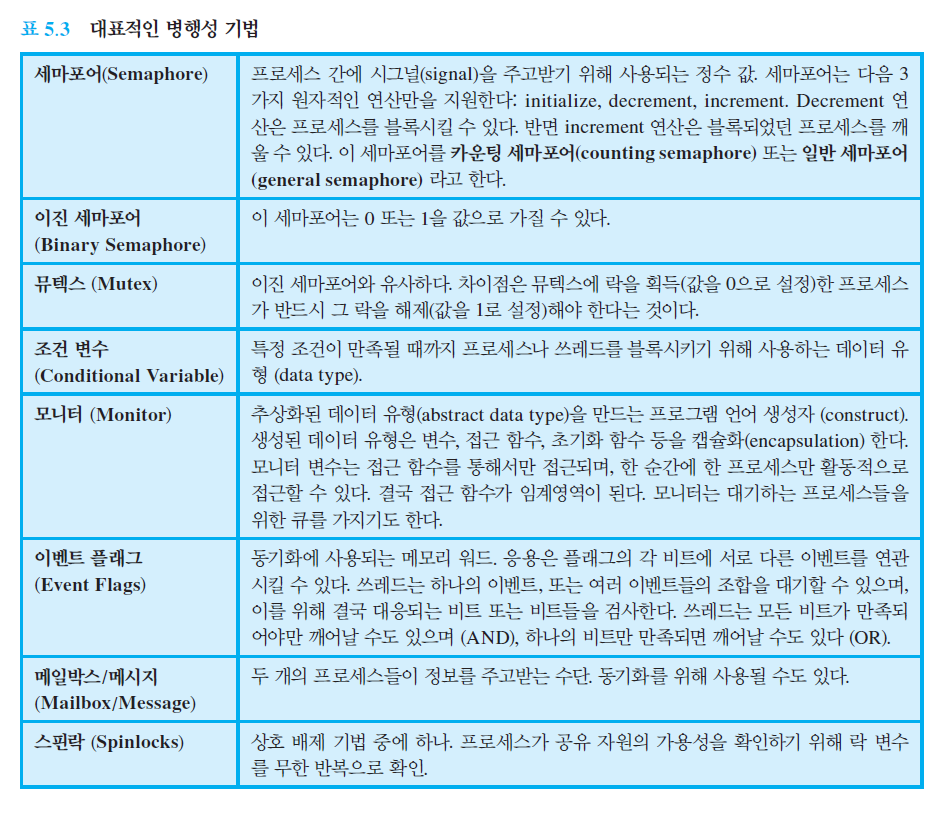 표 5.3 대표적인 병행성 기법
세마포어(Semaphore)
프로세스 간에 시그널(signal)을 주고받기 위해 사용되는 정수 값. 세마포어는 다음 3
가지 원자적인 연산만을 지원한다: initialize, decrement, increment. Decrement 연
산은 프로세스를 블록시킬 수 있다. 반면 increment 연산은 블록되었던 프로세스를 깨
울 수 있다. 이 세마포어를 카운팅 세마포어(counting semaphore) 또는 일반 세마포어
(general semaphore) 라고 한다.
이진 세마포어
(Binary Semaphore)
이 세마포어는 0 또는 1을 값으로 가질 수 있다.
뮤텍스 (Mutex)
이진 세마포어와 유사하다. 차이점은 뮤텍스에 락을 획득(값을 0으로 설정)한 프로세스
가 반드시 그 락을 해제(값을 1로 설정)해야 한다는 것이다.
조건 변수
(Conditional Variable)
특정 조건이 만족될 때까지 프로세스나 쓰레드를 블록시키기 위해 사용하는 데이터 유
형 (data type).
모니터 (Monitor)
추상화된 데이터 유형(abstract data type)을 만드는 프로그램 언어 생성자 (construct).
생성된 데이터 유형은 변수, 접근 함수, 초기화 함수 등을 캡슐화(encapsulation) 한다.
모니터 변수는 접근 함수를 통해서만 접근되며, 한 순간에 한 프로세스만 활동적으로
접근할 수 있다. 결국 접근 함수가 임계영역이 된다. 모니터는 대기하는 프로세스들을
위한 큐를 가지기도 한다.
이벤트 플래그
(Event Flags)
동기화에 사용되는 메모리 워드. 응용은 플래그의 각 비트에 서로 다른 이벤트를 연관
시킬 수 있다. 쓰레드는 하나의 이벤트, 또는 여러 이벤트들의 조합을 대기할 수 있으며,
이를 위해 결국 대응되는 비트 또는 비트들을 검사한다. 쓰레드는 모든 비트가 만족되
어야만 깨어날 수도 있으며 (AND), 하나의 비트만 만족되면 깨어날 수도 있다 (OR).
메일박스/메시지
(Mailbox/Message)
두 개의 프로세스들이 정보를 주고받는 수단. 동기화를 위해 사용될 수도 있다.
스핀락 (Spinlocks)
상호 배제 기법 중에 하나. 프로세스가 공유 자원의 가용성을 확인하기 위해 락 변수
를 무한 반복으로 확인.